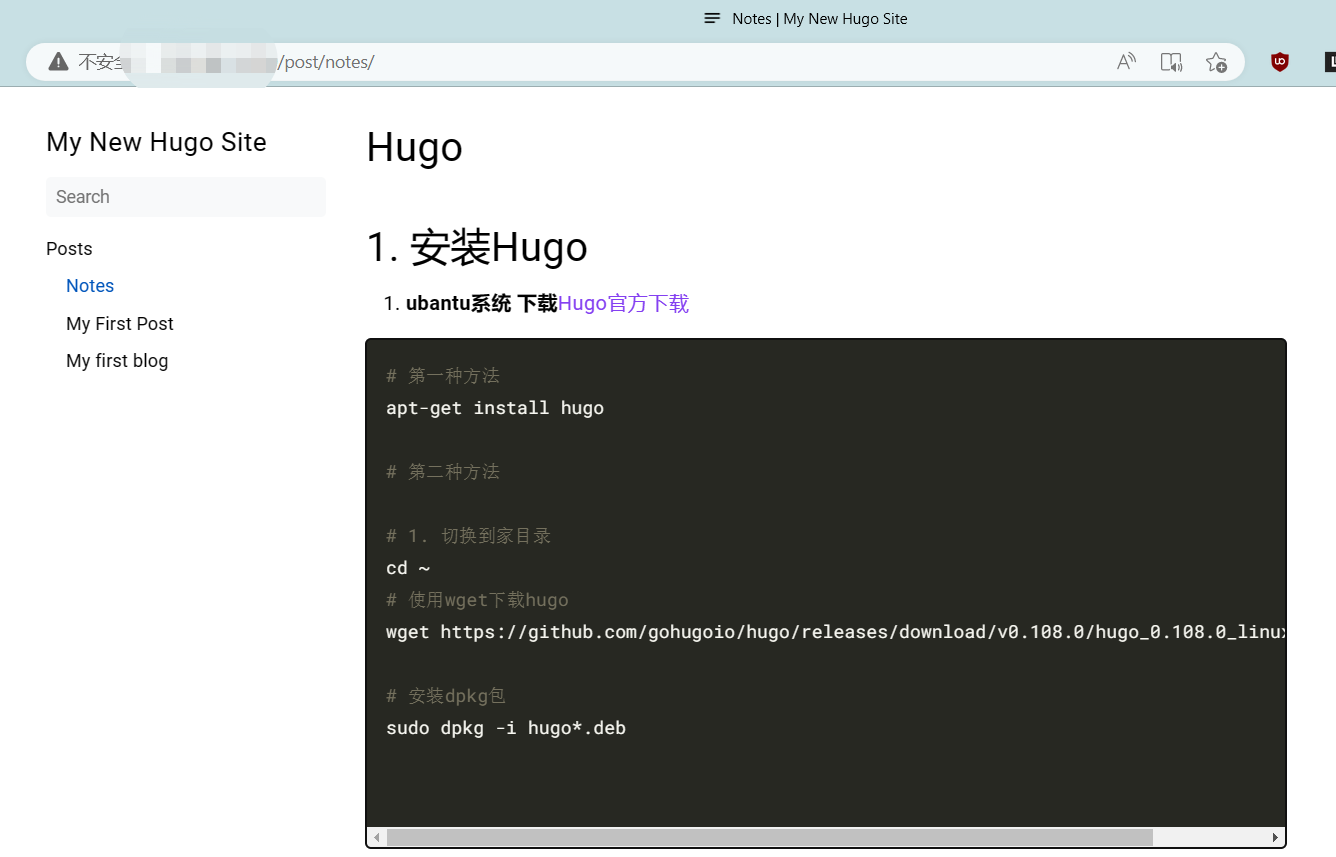 Notes | My New Hugo Site
不安全
/post/notes/
My New Hugo Site
Search
Posts
Notes
My First Post
My first blog
Hugo
1. 安装Hugo
1. ubantu系统 下载Hugo官方下载
# 第一种方法
apt-get install hugo
# 第二种方法
# 1. 切换到家目录
cd ~
# 使用wget下载hugo
wget https://github.com/gohugoio/hugo/releases/download/v0.108.0/hugo_0.108.0_linux
# 安装dpkg包
sudo dpkg -i hugo*.deb